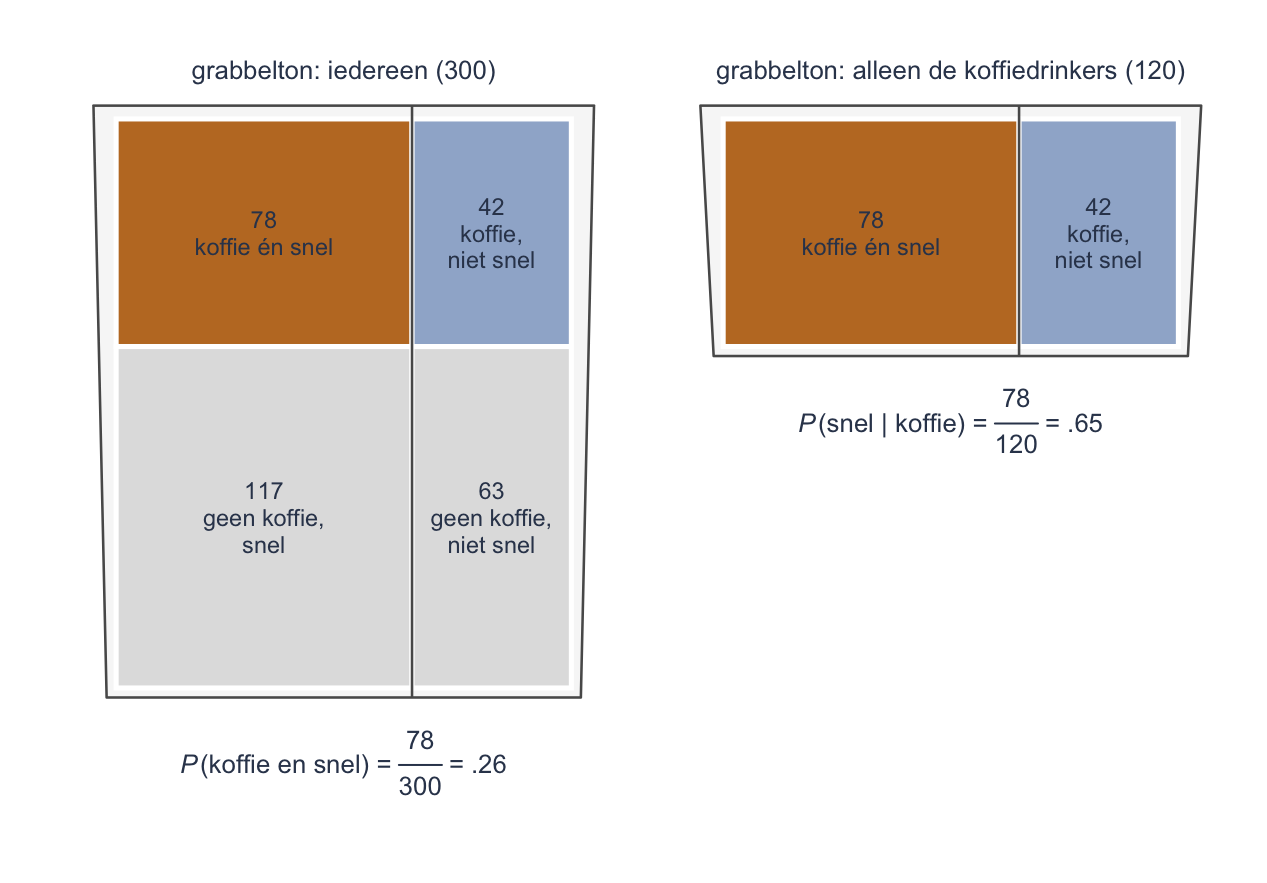 grabbelton: iedereen (300)
78
koffie én snel
42
koffie,
niet snel
117
geen koffie,
snel
63
geen koffie,
niet snel
P(koffie en snel) = 78/300 = .26
grabbelton: alleen de koffiedrinkers (120)
78
koffie én snel
42
koffie,
niet snel
P(snel | koffie) = 78/120 = .65